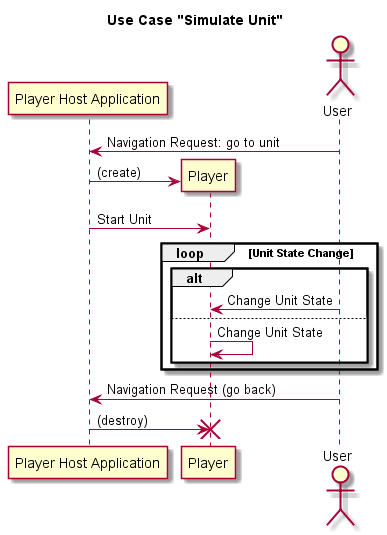 Use Case "Simulate Unit"
User
Player Host Application
Navigation Request: go to unit
(create)
Player
Start Unit
loop [Unit State Change]
alt
Change Unit State
Change Unit State
Navigation Request (go back)
(destroy)
Player Host Application
Player
User